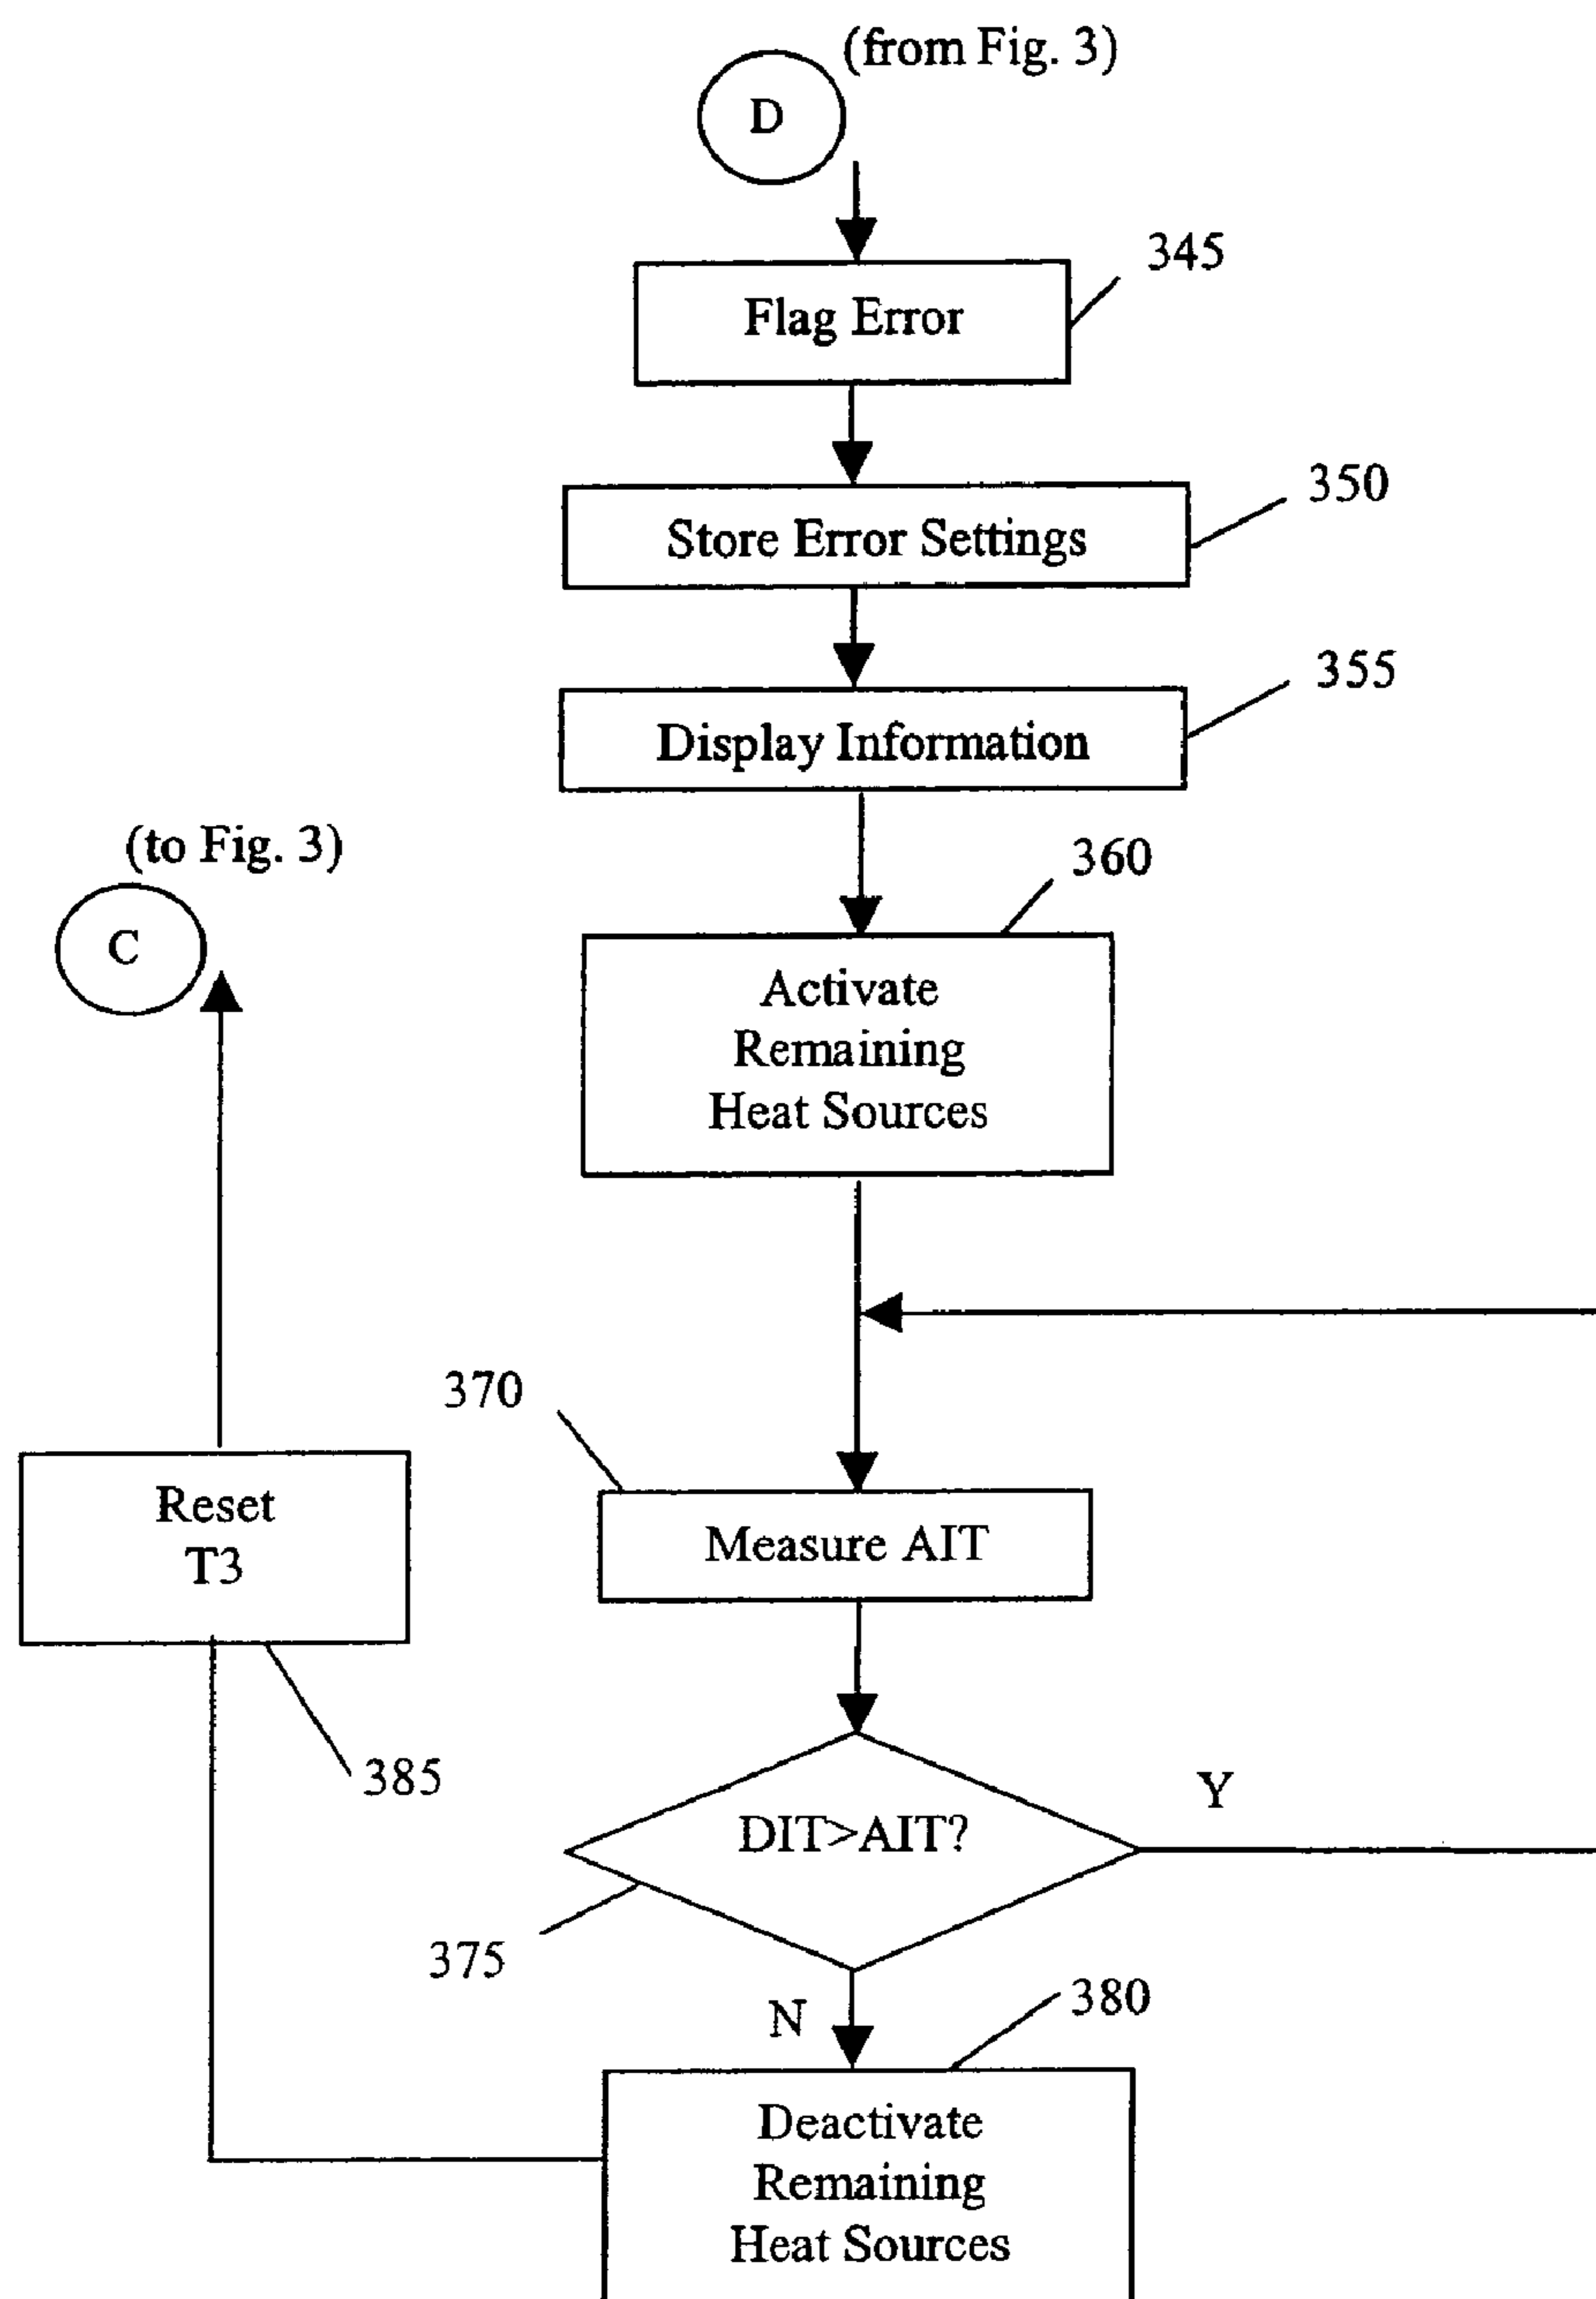 (from Fig. 3)
D
345
Flag Error
350
Store Error Settings
355
Display Information
(to Fig. 3)
360
C
Activate
Remaining
Heat Sources
370
Reset
T3
Measure AIT
385
Y
DIT>AIT?
375
N
380
Deactivate
Remaining
Heat Sources